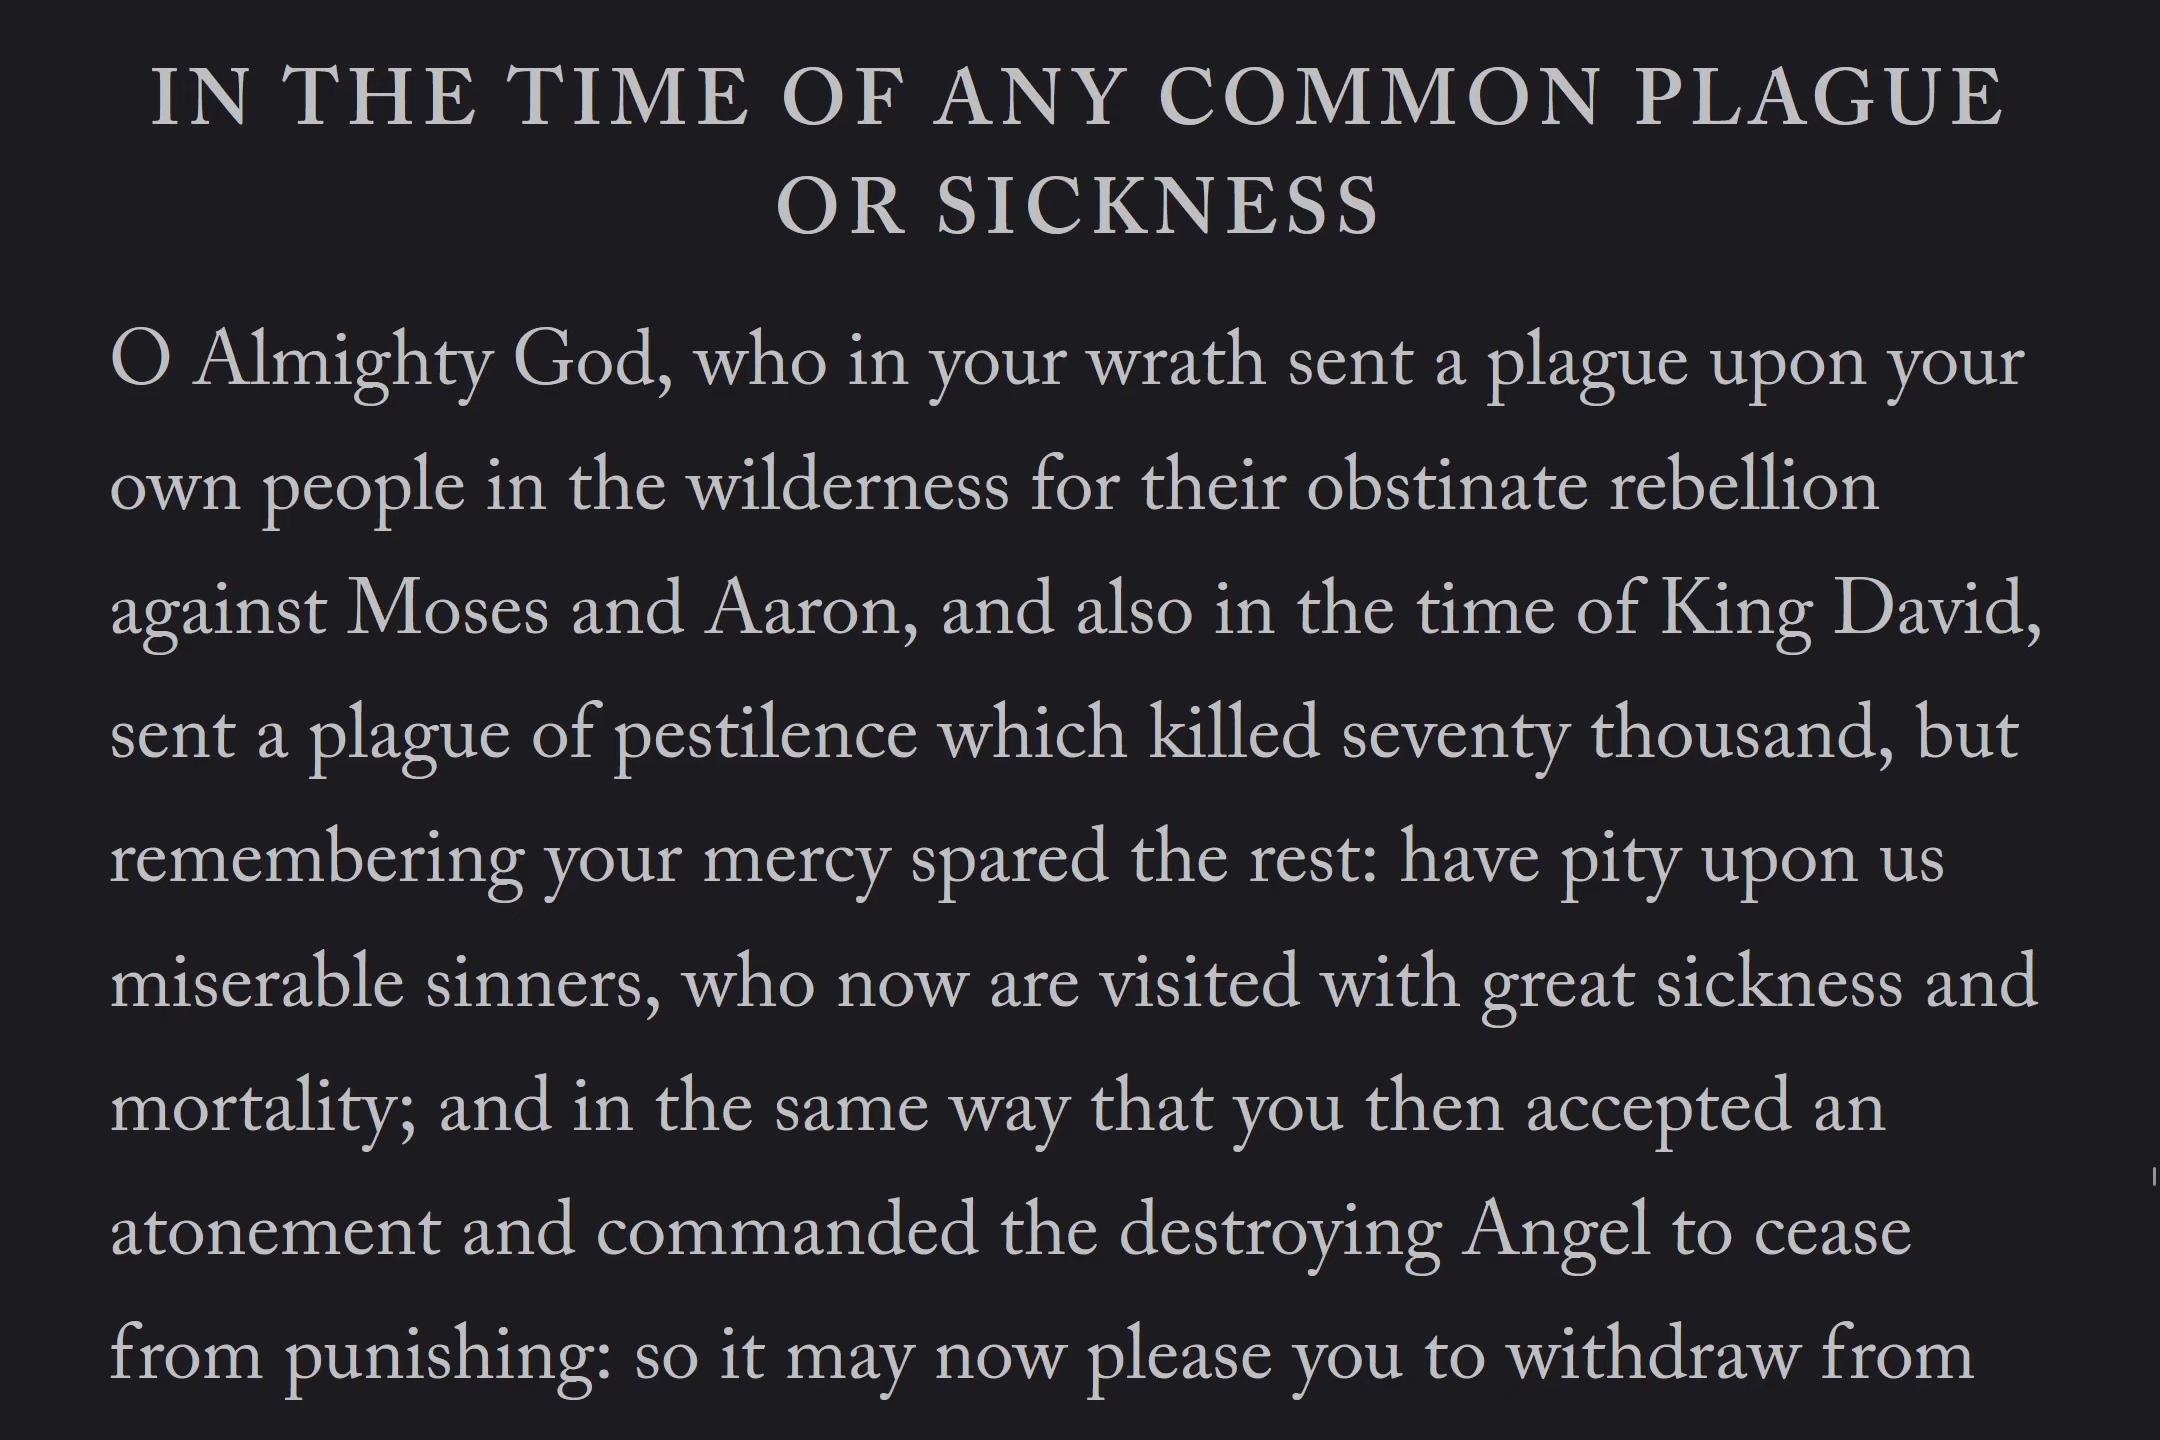 IN THE TIME OF ANY COMMON PLAGUE
OR SICKNESS
O Almighty God, who in your wrath sent a plague upon your
own people in the wilderness for their obstinate rebellion
against Moses and Aaron, and also in the time of King David,
sent a plague of pestilence which killed seventy thousand, but
remembering your mercy spared the rest: have pity upon us
miserable sinners, who now are visited with great sickness and
mortality; and in the same way that you then accepted an
atonement and commanded the destroying Angel to cease
from punishing: so it may now please you to withdraw from